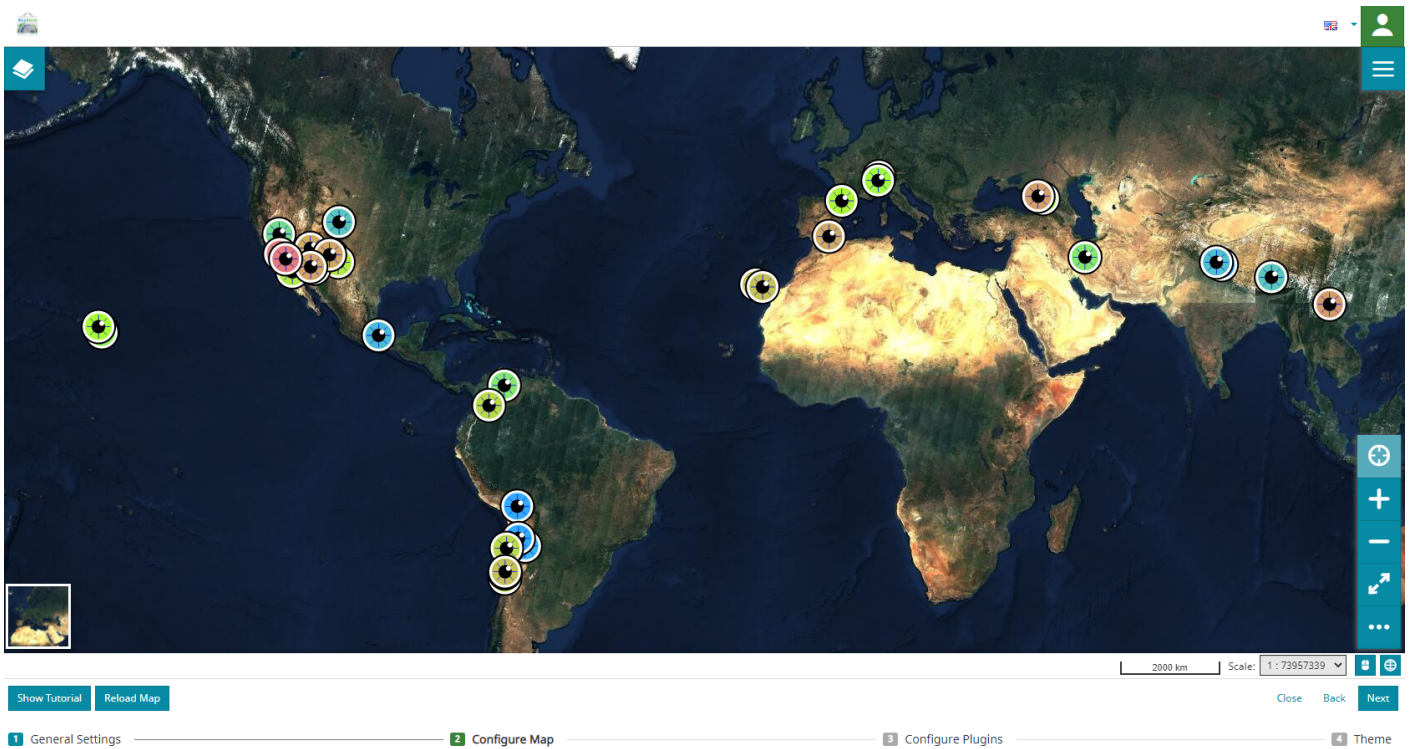 2000 km
Scale: 1 : 73957339
Show Tutorial
Reload Map
Close
Back
Next
1 General Settings
2 Configure Map
3 Configure Plugins
4 Theme